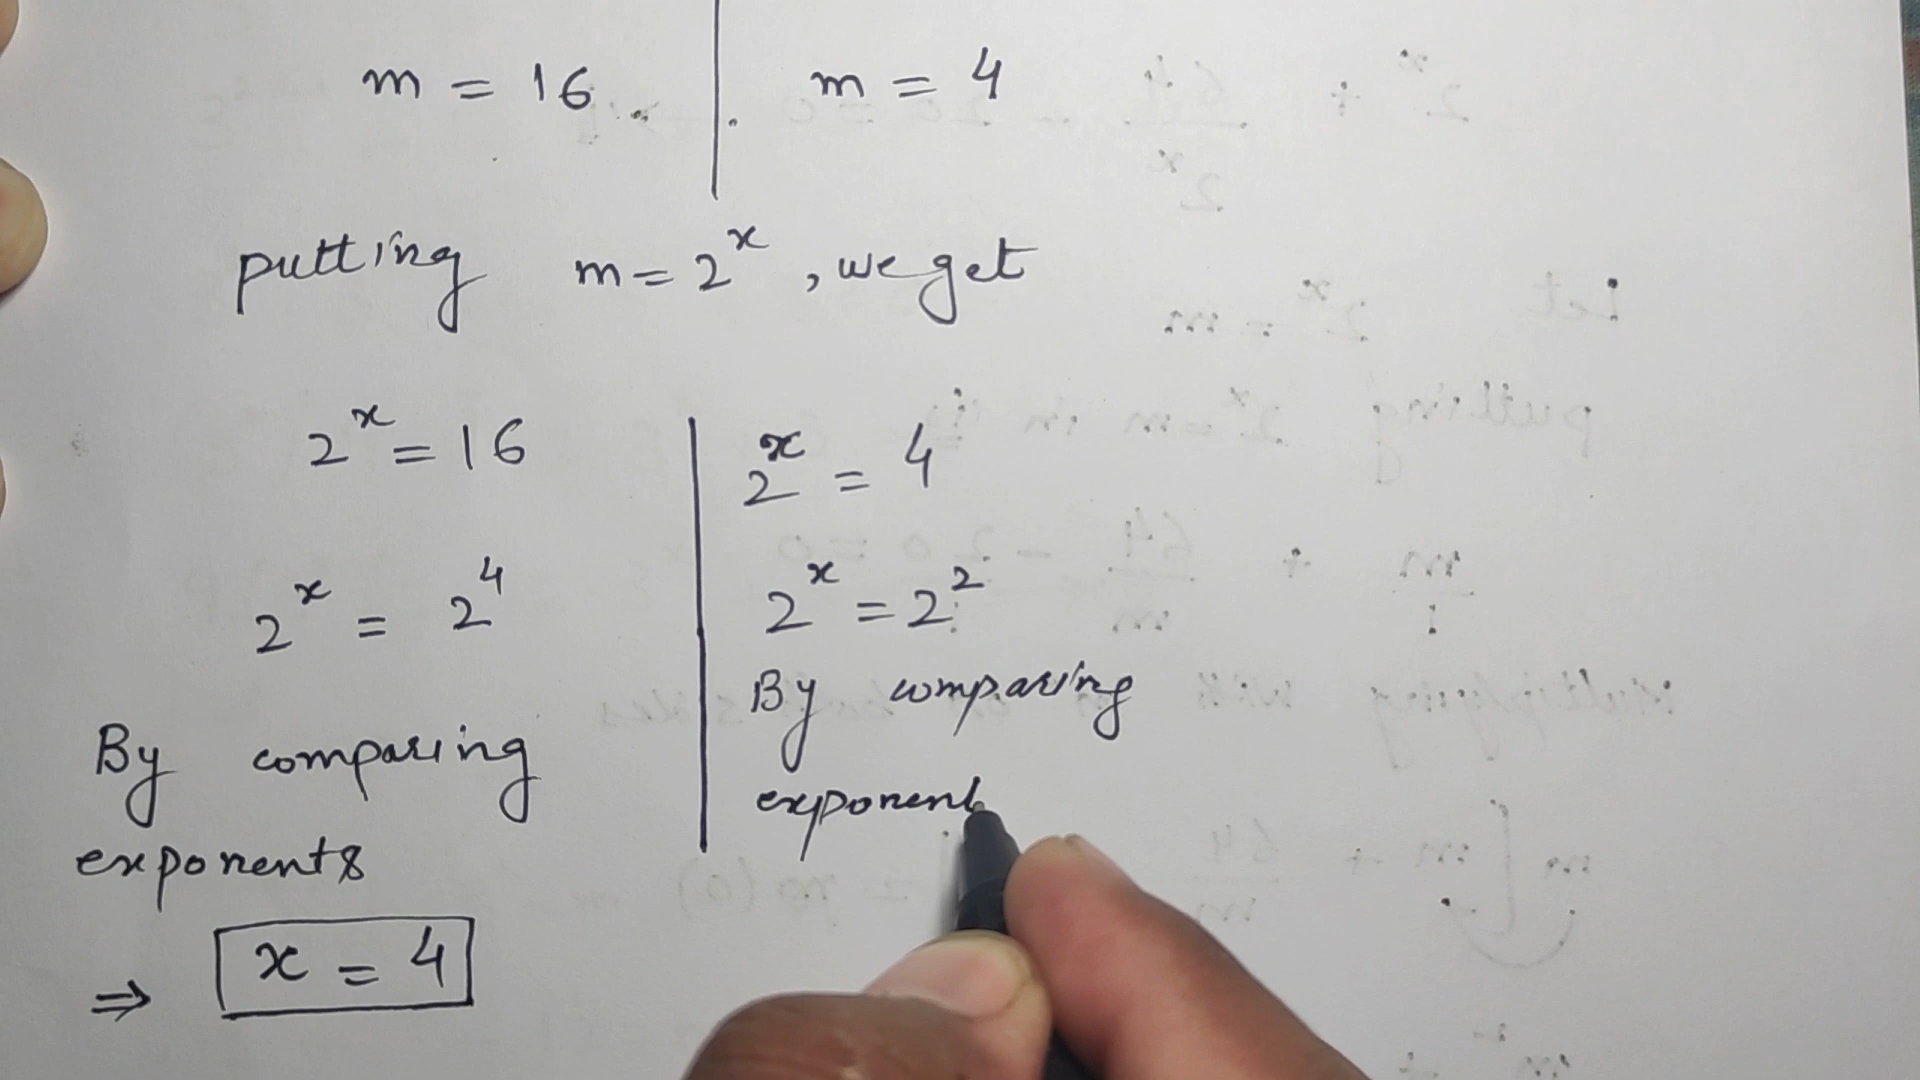 m = 16
m = 4
putting m = 2^x , we get
2^x = 16
2^x = 4
2^x = 2^4
2^x = 2^2
By comparing
exponents
⇒ x = 4
By comparing
exponent